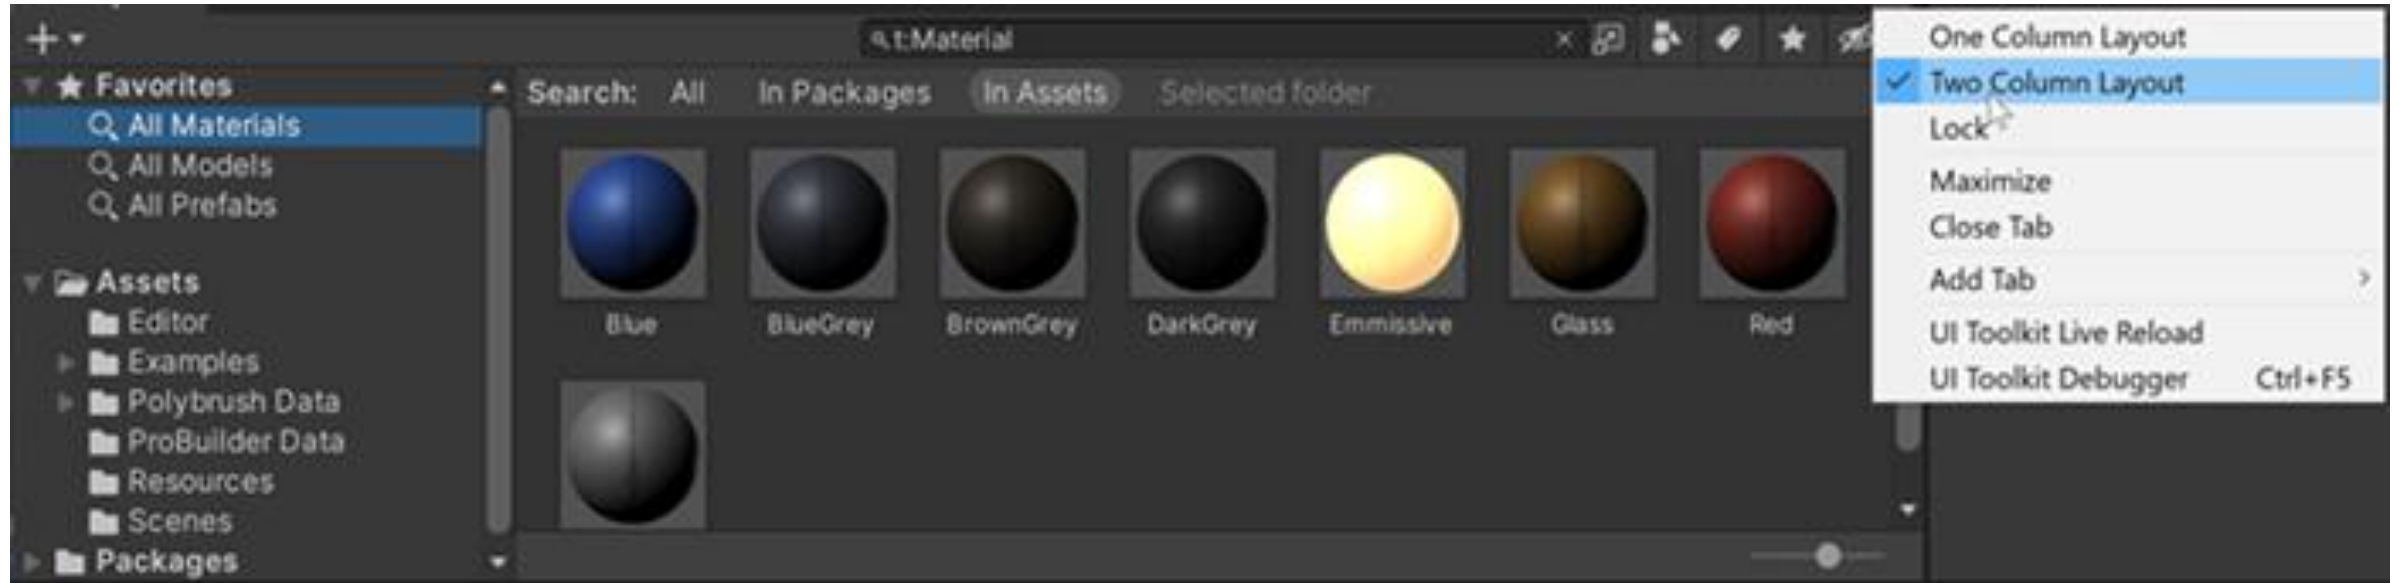 t:Material
Favorites
All Materials
All Models
All Prefabs
Assets
Editor
Examples
Polybrush Data
ProBuilder Data
Resources
Scenes
Packages
Search: All In Packages In Assets Selected folder
Blue BlueGrey BrownGrey DarkGrey Emmissive Glass Red
One Column Layout
Two Column Layout
Lock
Maximize
Close Tab
Add Tab
UI Toolkit Live Reload
UI Toolkit Debugger Ctrl+F5